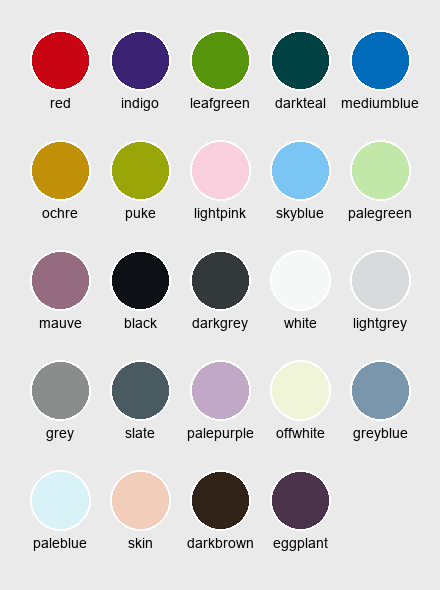 red indigo leafgreen darkteal mediumblue
ochre puke lightpink skyblue palegreen
mauve black darkgrey white lightgrey
grey slate palepurple offwhite greyblue
paleblue skin darkbrown eggplant